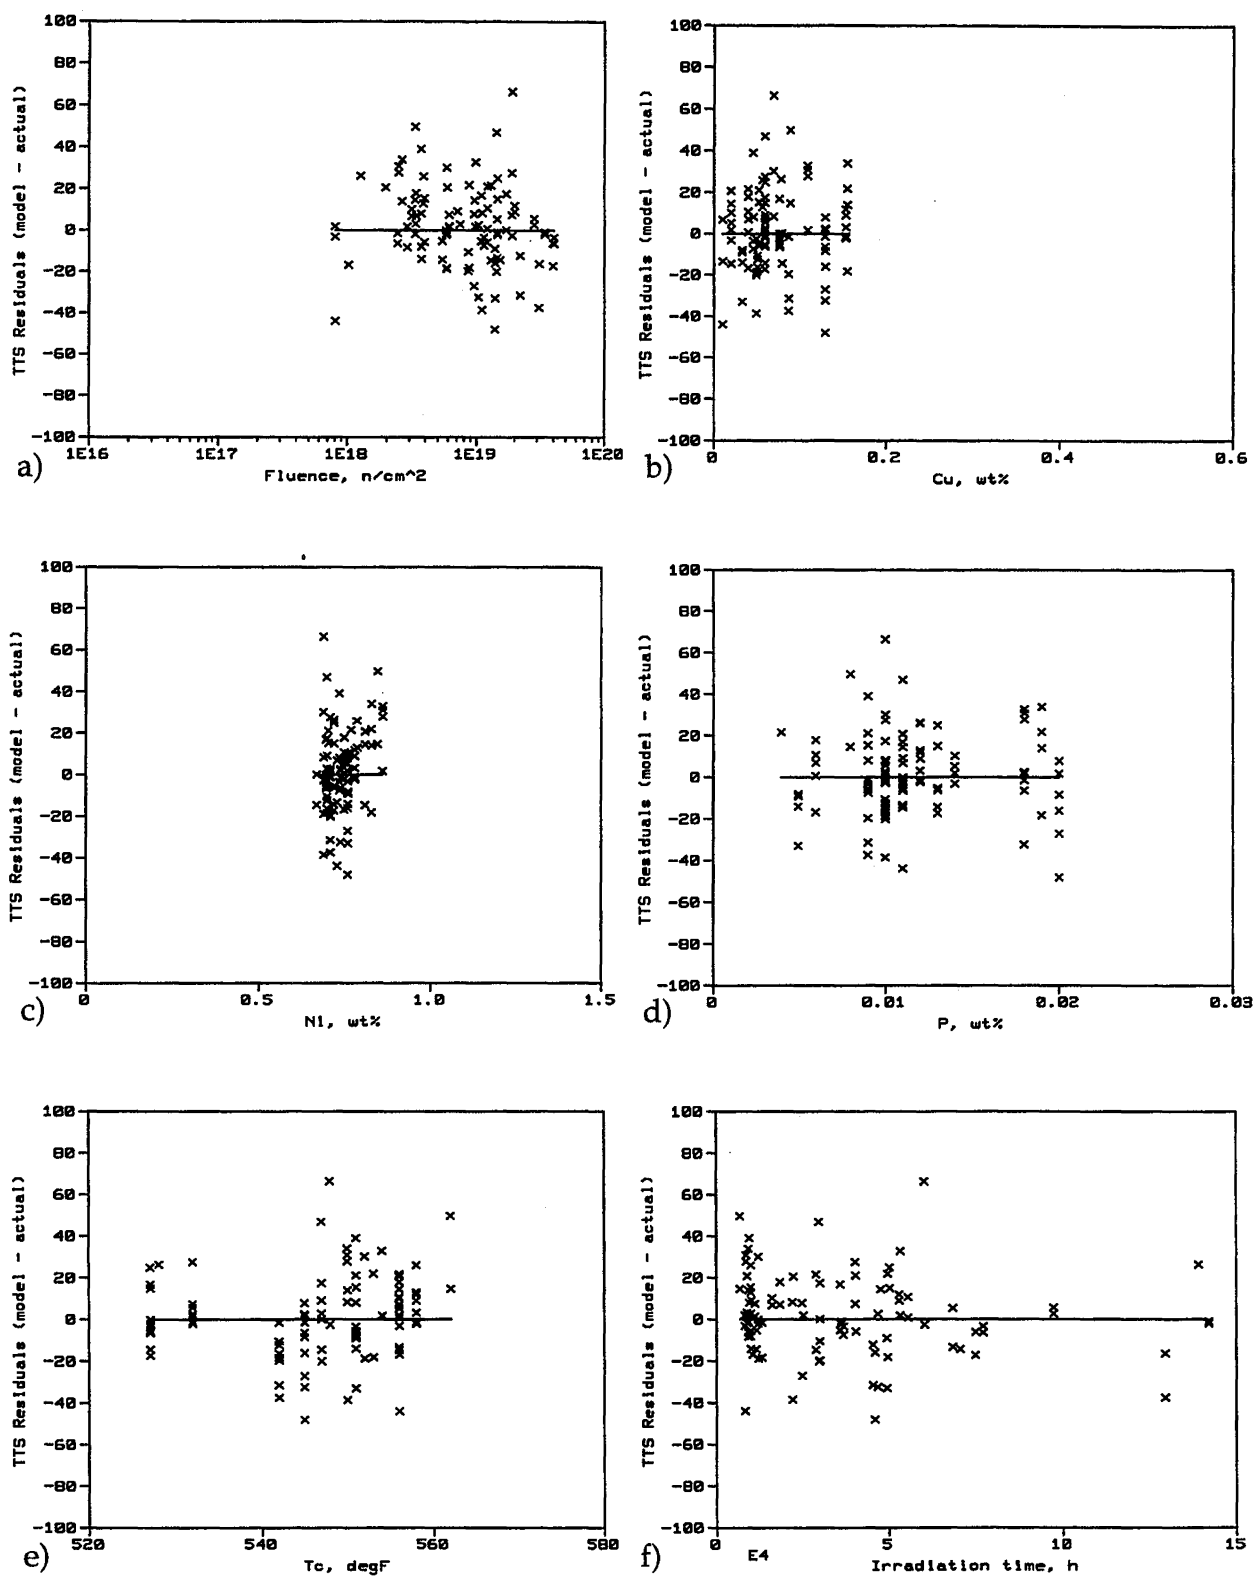 100
80
60
40
20
0
-20
-40
-60
-80
-100
TTS Residuals (model - actual)
1E16 1E17 1E18 1E19 1E20
Fluence, n/cm^2
a)
100
80
60
40
20
0
-20
-40
-60
-80
-100
TTS Residuals (model - actual)
0 0.2 0.4 0.6
Cu, wt%
b)
100
80
60
40
20
0
-20
-40
-60
-80
-100
TTS Residuals (model - actual)
0 0.5 1.0 1.5
Ni, wt%
c)
100
80
60
40
20
0
-20
-40
-60
-80
-100
TTS Residuals (model - actual)
0 0.01 0.02 0.03
P, wt%
d)
100
80
60
40
20
0
-20
-40
-60
-80
-100
TTS Residuals (model - actual)
520 540 560 580
Tc, degF
e)
100
80
60
40
20
0
-20
-40
-60
-80
-100
TTS Residuals (model - actual)
0 5 10 15
E4
Irradiation time, h
f)